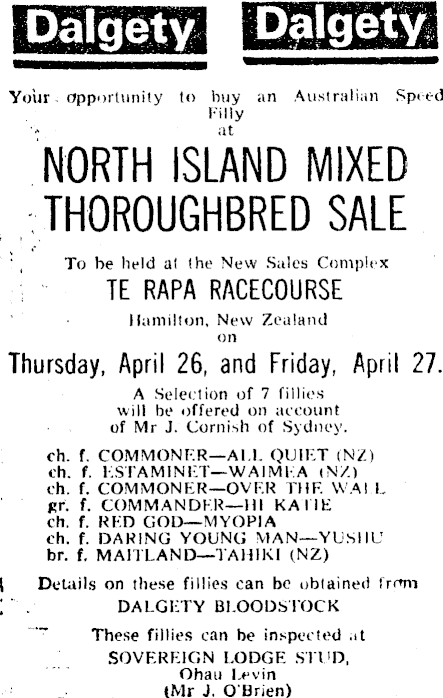 Dalgety Dalgety
Your opportunity to buy an Australian Speed
Filly
at
NORTH ISLAND MIXED
THOROUGHBRED SALE
To be held at the New Sales Complex
TE RAPA RACECOURSE
Hamilton, New Zealand
on
Thursday, April 26, and Friday, April 27.
A Selection of 7 fillies
will be offered on account
of Mr J. Cornish of Sydney.
ch. f. COMMONER—ALL QUIET (NZ)
ch. f. ESTAMINET—WAIMEA (NZ)
ch. f. COMMONER—OVER THE WALL
gr. f. COMMANDER—HI KATIE
ch. f. RED GOD—MYOPIA
ch. f. DARING YOUNG MAN—YUSHU
br. f. MAITLAND—TAHIKI (NZ)
Details on these fillies can be obtained from
DALGETY BLOODSTOCK
These fillies can be inspected at
SOVEREIGN LODGE STUD,
Ohau Levin
(Mr J. O'Brien)